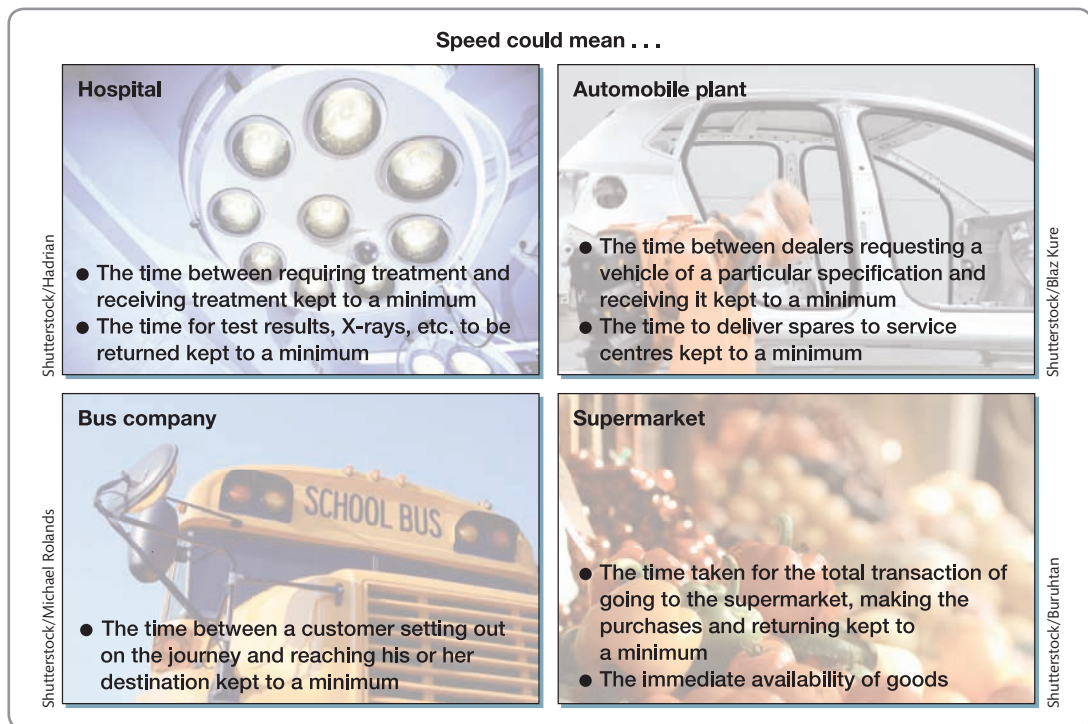 Speed could mean . . .
Hospital
● The time between requiring treatment and
receiving treatment kept to a minimum
● The time for test results, X-rays, etc. to be
returned kept to a minimum
Shutterstock/Hadrian
Automobile plant
● The time between dealers requesting a
vehicle of a particular specification and
receiving it kept to a minimum
● The time to deliver spares to service
centres kept to a minimum
Shutterstock/Blaz Kure
Bus company
SCHOOL BUS
● The time between a customer setting out
on the journey and reaching his or her
destination kept to a minimum
Shutterstock/Michael Rolands
Supermarket
● The time taken for the total transaction of
going to the supermarket, making the
purchases and returning kept to
a minimum
● The immediate availability of goods
Shutterstock/Buruhtan